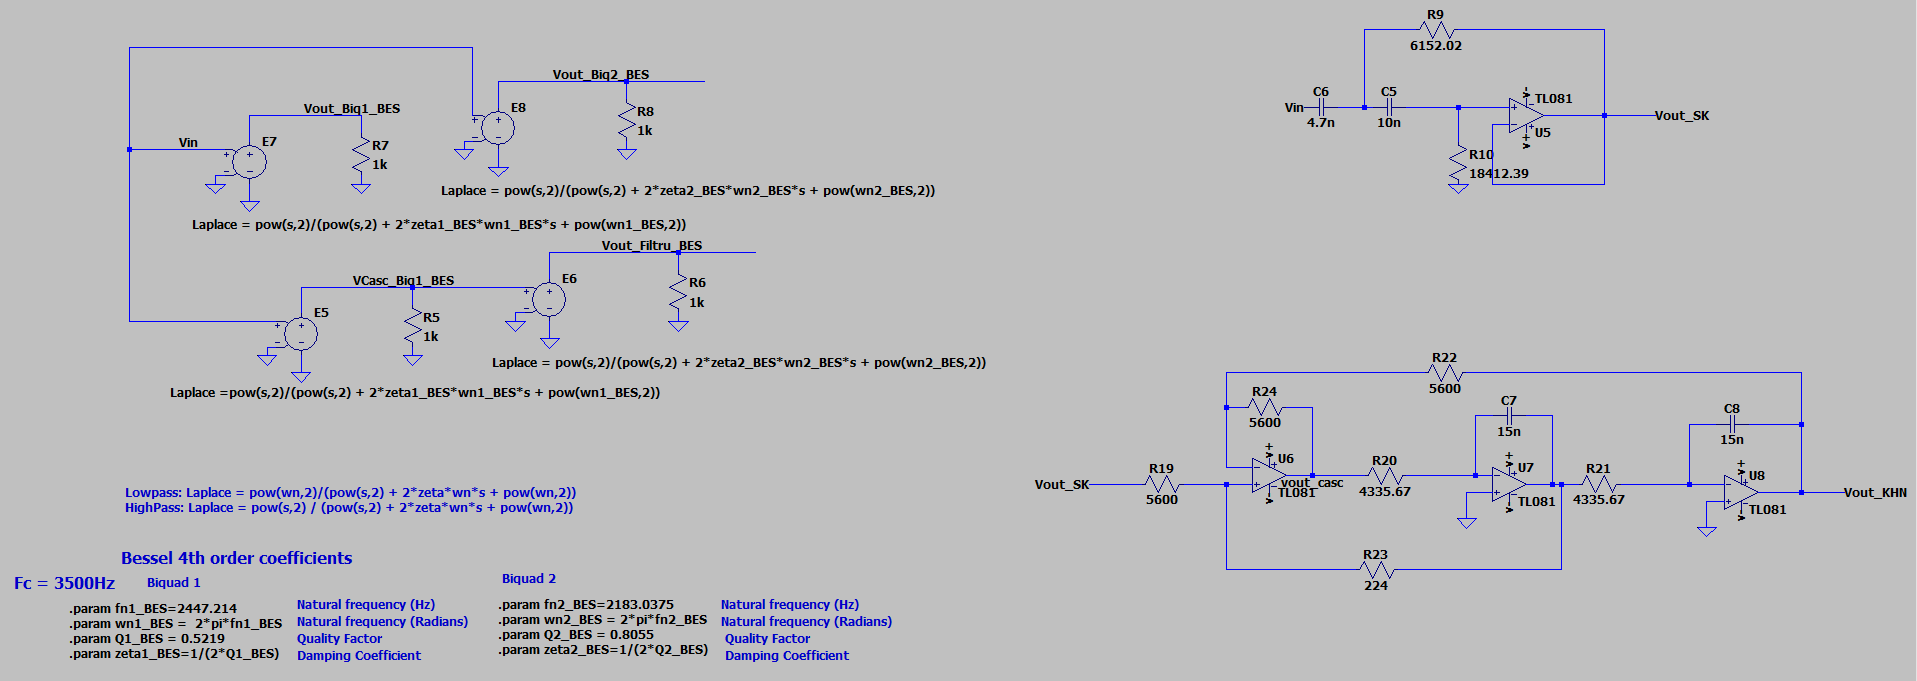 Vin
E7
Vout_Biq1_BES
R7
1k
E8
Vout_Biq2_BES
R8
1k
Laplace = pow(s,2)/(pow(s,2) + 2*zeta2_BES*wn2_BES*s + pow(wn2_BES,2))
Laplace = pow(s,2)/(pow(s,2) + 2*zeta1_BES*wn1_BES*s + pow(wn1_BES,2))
Vout_Filtru_BES
VCasc_Biq1_BES
E5
R5
1k
E6
R6
1k
Laplace = pow(s,2)/(pow(s,2) + 2*zeta2_BES*wn2_BES*s + pow(wn2_BES,2))
Laplace =pow(s,2)/(pow(s,2) + 2*zeta1_BES*wn1_BES*s + pow(wn1_BES,2))
Lowpass: Laplace = pow(wn,2)/(pow(s,2) + 2*zeta*wn*s + pow(wn,2))
HighPass: Laplace = pow(s,2) / (pow(s,2) + 2*zeta*wn*s + pow(wn,2))
Bessel 4th order coefficients
Fc = 3500Hz
Biquad 1
.param fn1_BES=2447.214 Natural frequency (Hz)
.param wn1_BES =  2*pi*fn1_BES Natural frequency (Radians)
.param Q1_BES = 0.5219 Quality Factor
.param zeta1_BES=1/(2*Q1_BES) Damping Coefficient
Biquad 2
.param fn2_BES=2183.0375 Natural frequency (Hz)
.param wn2_BES = 2*pi*fn2_BES Natural frequency (Radians)
.param Q2_BES = 0.8055 Quality Factor
.param zeta2_BES=1/(2*Q2_BES) Damping Coefficient
R9
6152.02
Vin
C6
4.7n
C5
10n
R10
18412.39
V-
TL081
U5
V+
Vout_SK
R22
5600
R24
5600
C7
15n
C8
15n
Vout_SK
R19
5600
V+
U6
vout_casc
TL081
V-
R20
4335.67
V+
U7
TL081
V-
R21
4335.67
V+
U8
TL081
V-
Vout_KHN
R23
224